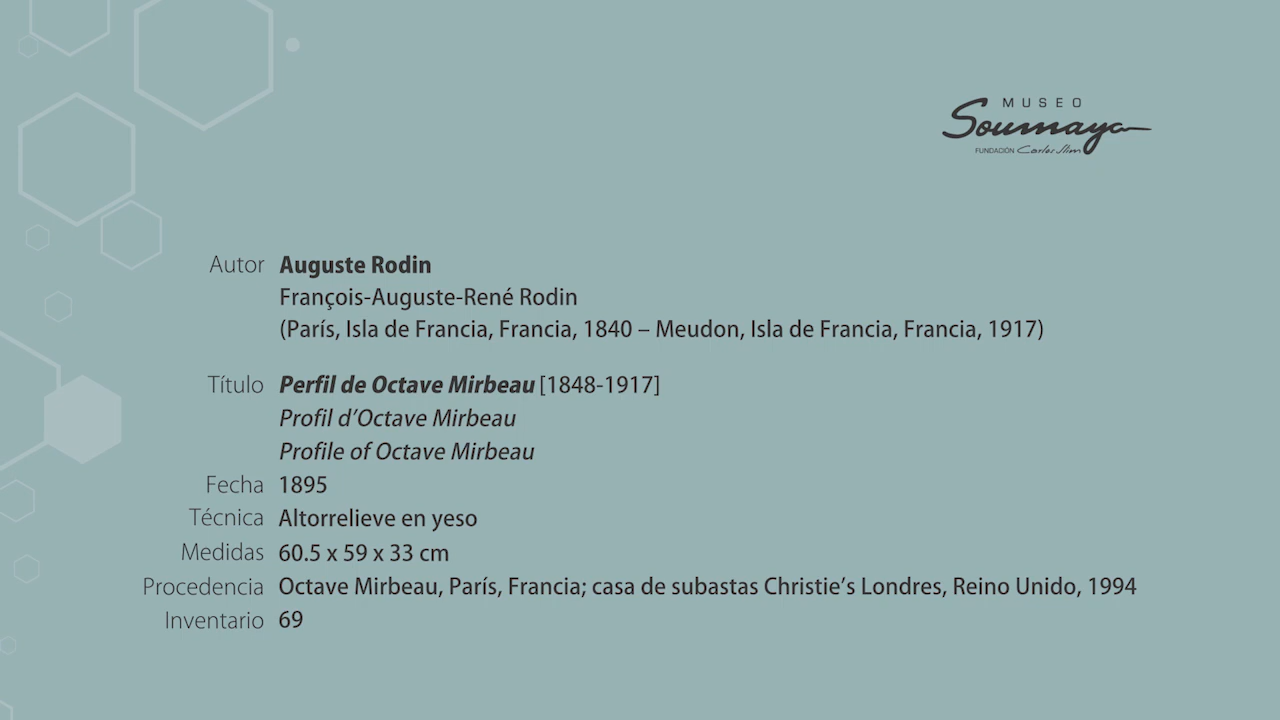 MUSEO
Soumaya
FUNDACIÓN Carlos Slim
Autor Auguste Rodin
François-Auguste-René Rodin
(París, Isla de Francia, Francia, 1840 – Meudon, Isla de Francia, Francia, 1917)
Título Perfil de Octave Mirbeau [1848-1917]
Profil d’Octave Mirbeau
Profile of Octave Mirbeau
Fecha 1895
Técnica Altorrelieve en yeso
Medidas 60.5 x 59 x 33 cm
Procedencia Octave Mirbeau, París, Francia; casa de subastas Christie’s Londres, Reino Unido, 1994
Inventario 69